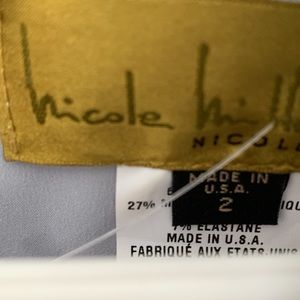 nicole
NICOLE
MADE IN
U.S.A.
2
27%
7% ELASTANE
MADE IN U.S.A.
FABRIQUÉ AUX ETATS-UNIS